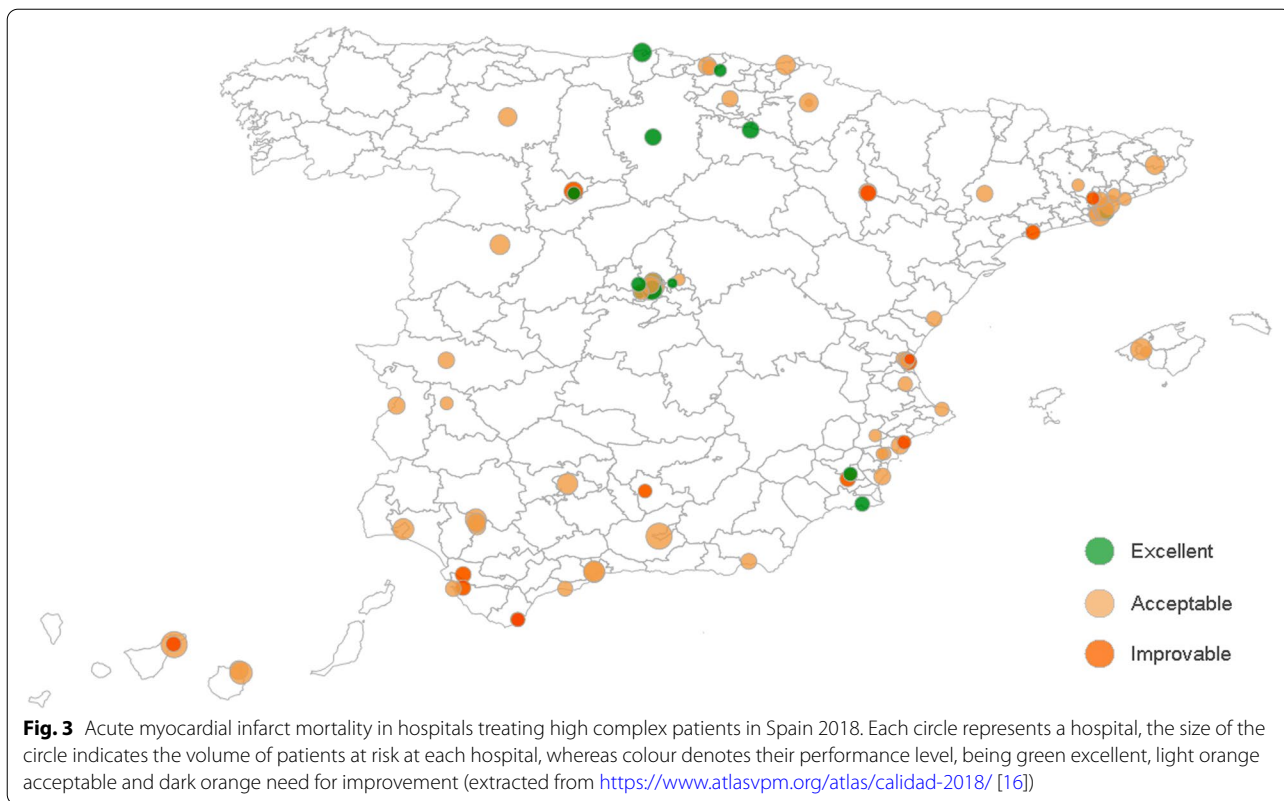 Excellent
Acceptable
Improvable
Fig. 3 Acute myocardial infarct mortality in hospitals treating high complex patients in Spain 2018. Each circle represents a hospital, the size of the
circle indicates the volume of patients at risk at each hospital, whereas colour denotes their performance level, being green excellent, light orange
acceptable and dark orange need for improvement (extracted from https://www.atlasvpm.org/atlas/calidad-2018/ [16])